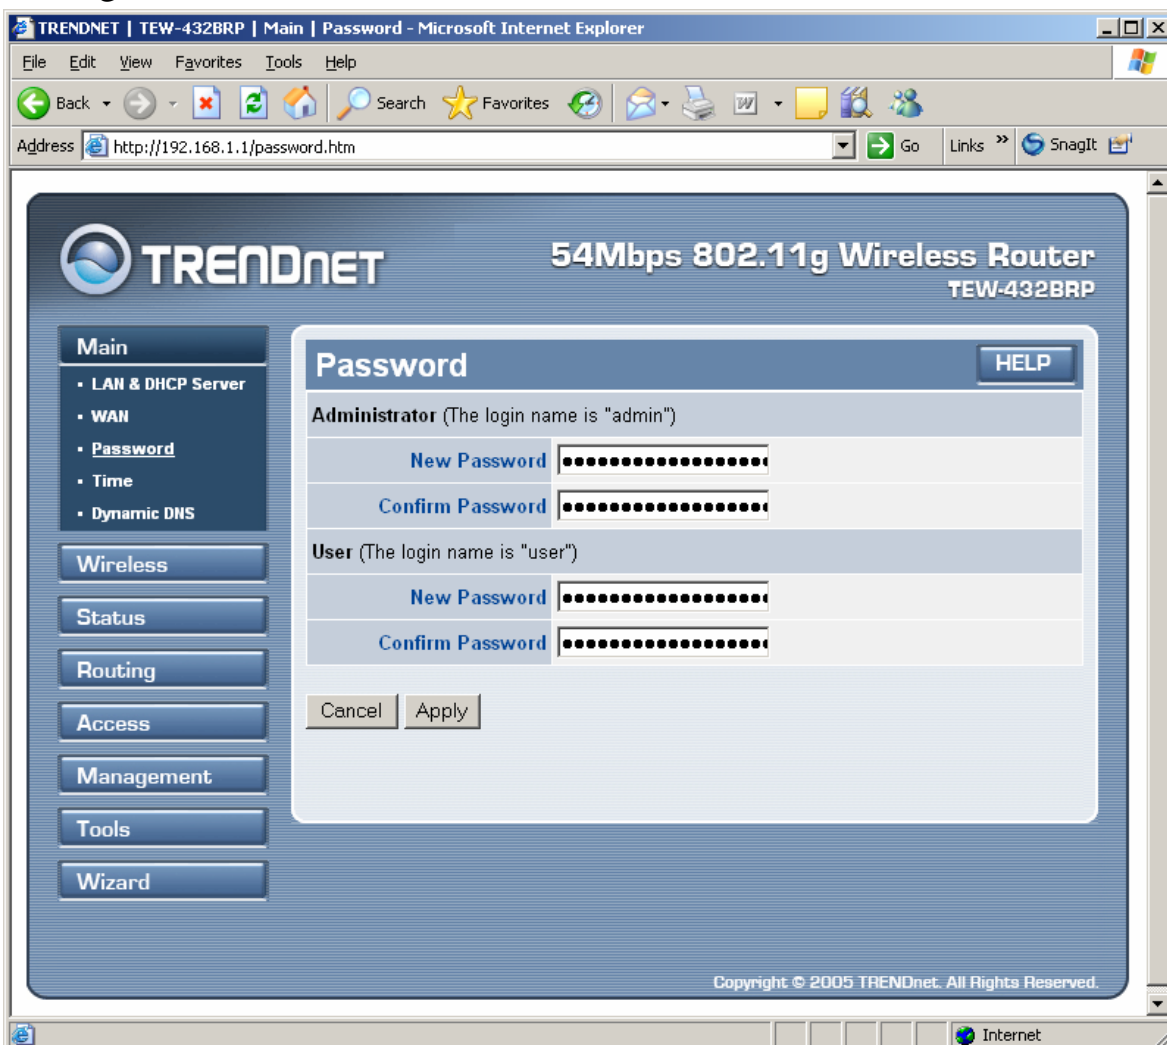 TRENDNET | TEW-432BRP | Main | Password - Microsoft Internet Explorer
File Edit View Favorites Tools Help
Back Search Favorites
Address http://192.168.1.1/password.htm Go Links » SnagIt
TRENDNET
54Mbps 802.11g Wireless Router
TEW-432BRP
Main
• LAN & DHCP Server
• WAN
• Password
• Time
• Dynamic DNS
Wireless
Status
Routing
Access
Management
Tools
Wizard
Password HELP
Administrator (The login name is "admin")
New Password
Confirm Password
User (The login name is "user")
New Password
Confirm Password
Cancel Apply
Copyright © 2005 TRENDnet. All Rights Reserved.
Internet